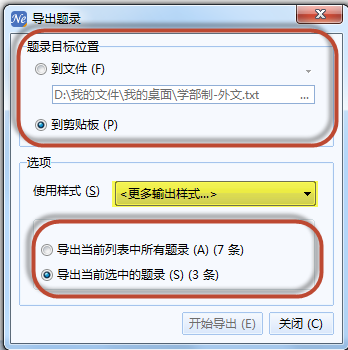 Ne 导出题录
题录目标位置
到文件 (F)
D:\我的文件\我的桌面\学部制-外文.txt ...
到剪贴板 (P)
选项
使用样式 (S) <更多输出样式...>
导出当前列表中所有题录 (A) (7 条)
导出当前选中的题录 (S) (3 条)
开始导出 (E) 关闭 (C)